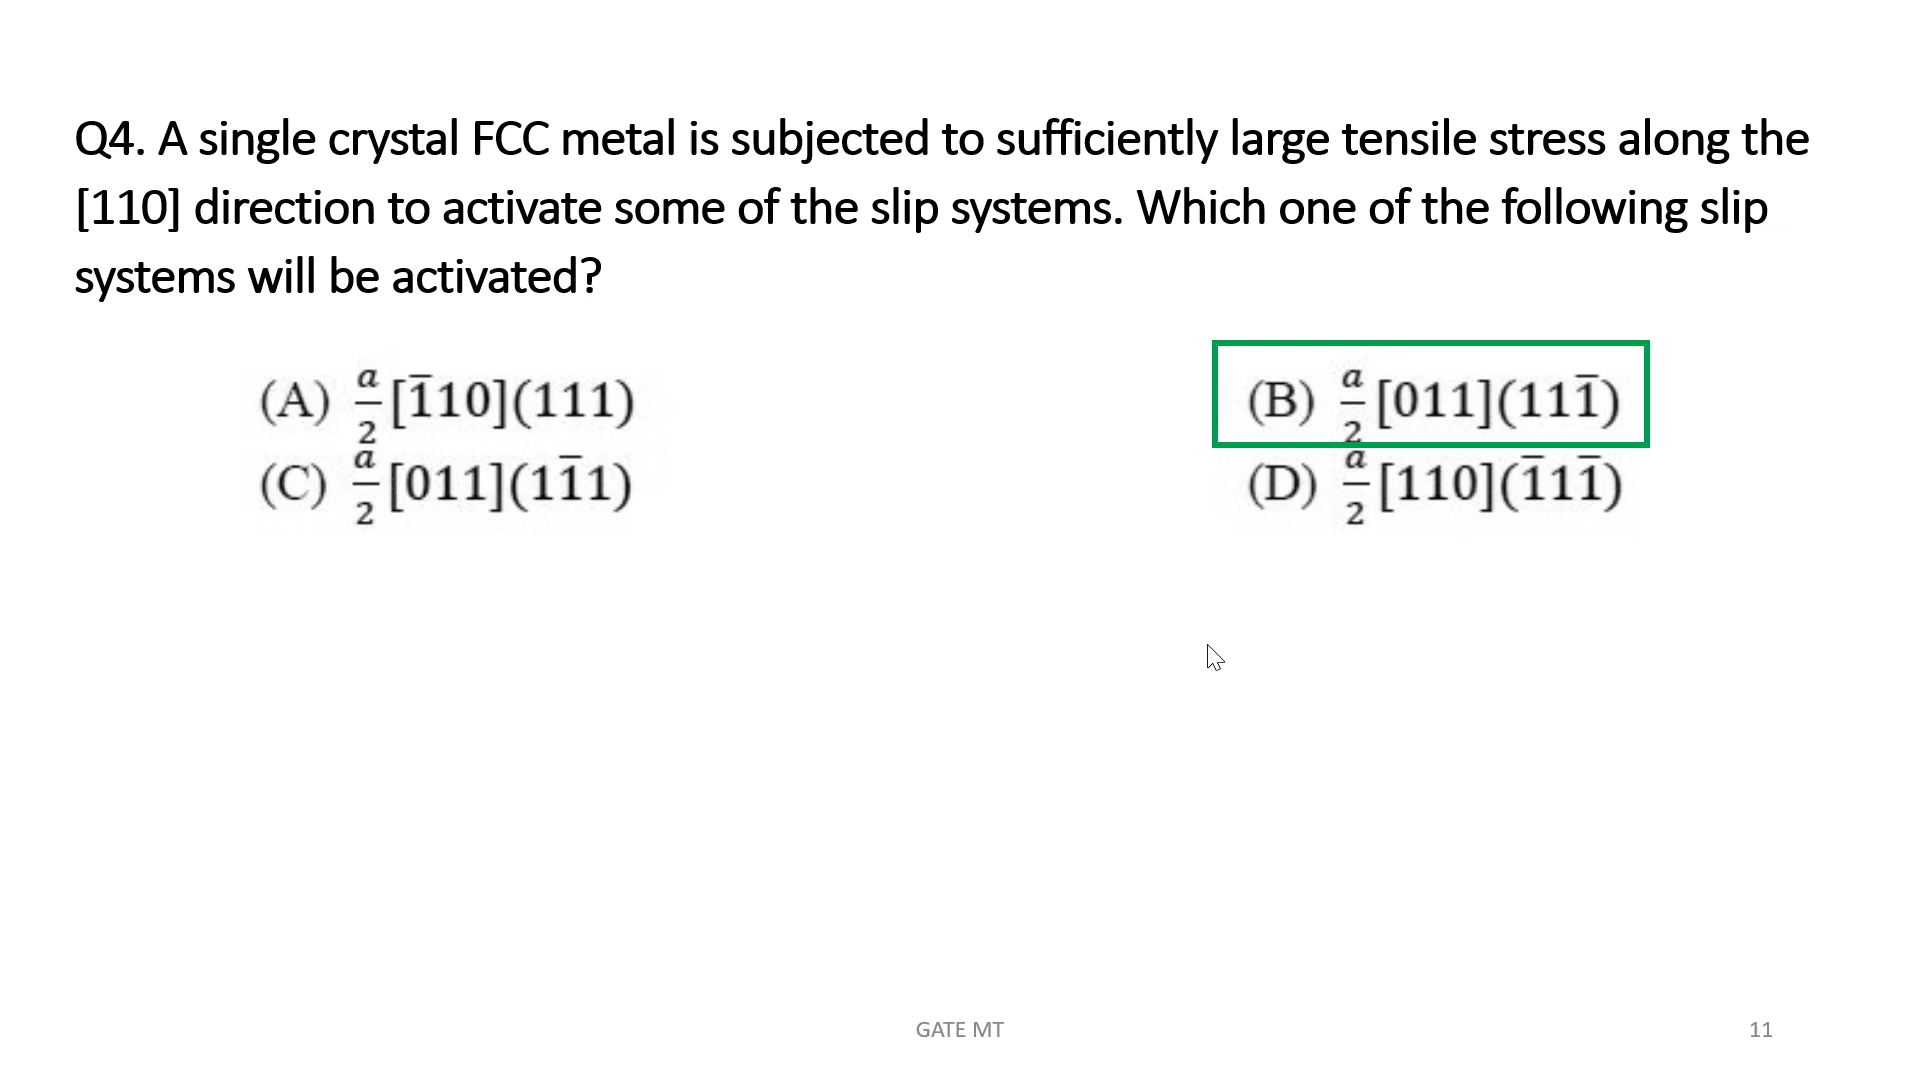 Q4. A single crystal FCC metal is subjected to sufficiently large tensile stress along the
[110] direction to activate some of the slip systems. Which one of the following slip
systems will be activated?
(A) a/2 [1̅10](111)
(B) a/2 [011](111̅)
(C) a/2 [011](11̅1)
(D) a/2 [110](1̅11̅)
GATE MT
11